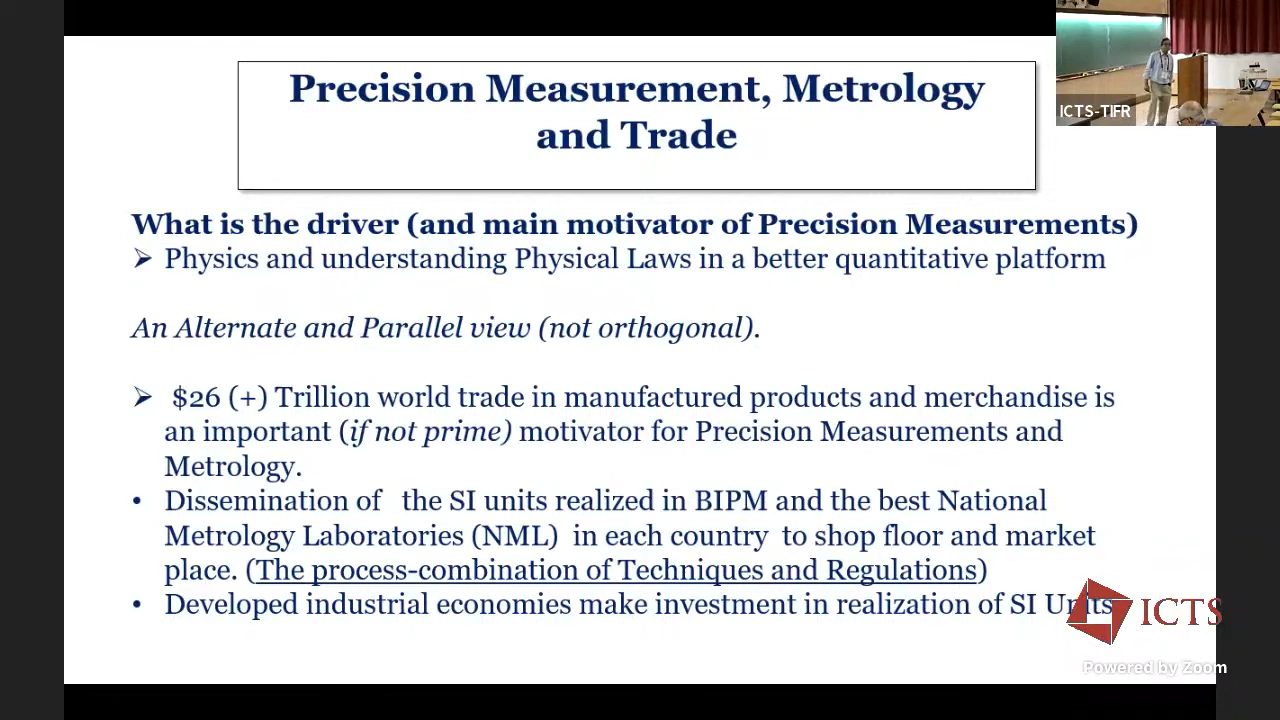 Precision Measurement, Metrology
and Trade
ICTS-TIFR
What is the driver (and main motivator of Precision Measurements)
➢ Physics and understanding Physical Laws in a better quantitative platform
An Alternate and Parallel view (not orthogonal).
➢ $26 (+) Trillion world trade in manufactured products and merchandise is
an important (if not prime) motivator for Precision Measurements and
Metrology.
• Dissemination of the SI units realized in BIPM and the best National
Metrology Laboratories (NML) in each country to shop floor and market
place. (The process-combination of Techniques and Regulations)
• Developed industrial economies make investment in realization of SI Units
ICTS
Powered by Zoom